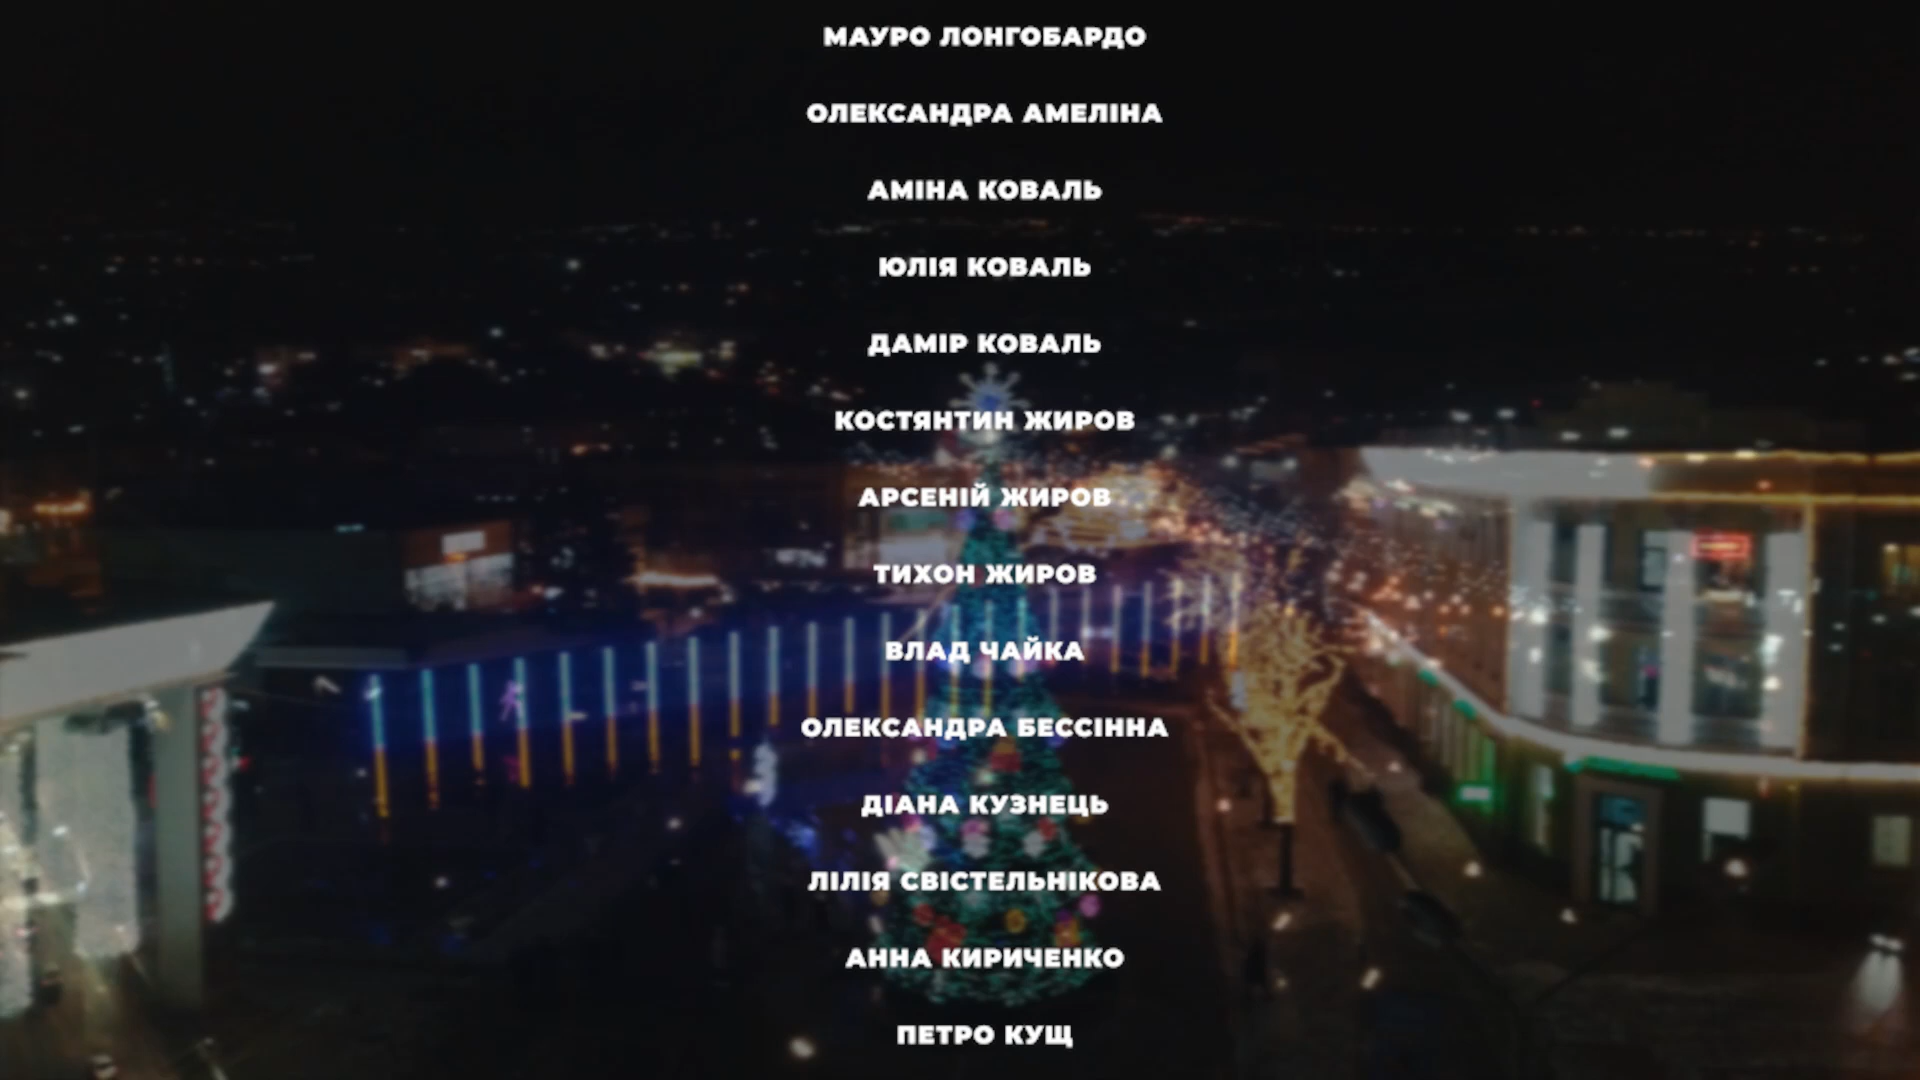 МАУРО ЛОНГОБАРДО
ОЛЕКСАНДРА АМЕЛІНА
АМІНА КОВАЛЬ
ЮЛІЯ КОВАЛЬ
ДАМІР КОВАЛЬ
КОСТЯНТИН ЖИРОВ
АРСЕНІЙ ЖИРОВ
ТИХОН ЖИРОВ
ВЛАД ЧАЙКА
ОЛЕКСАНДРА БЕССІННА
ДІАНА КУЗНЕЦЬ
ЛІЛІЯ СВІСТЕЛЬНІКОВА
АННА КИРИЧЕНКО
ПЕТРО КУЩ